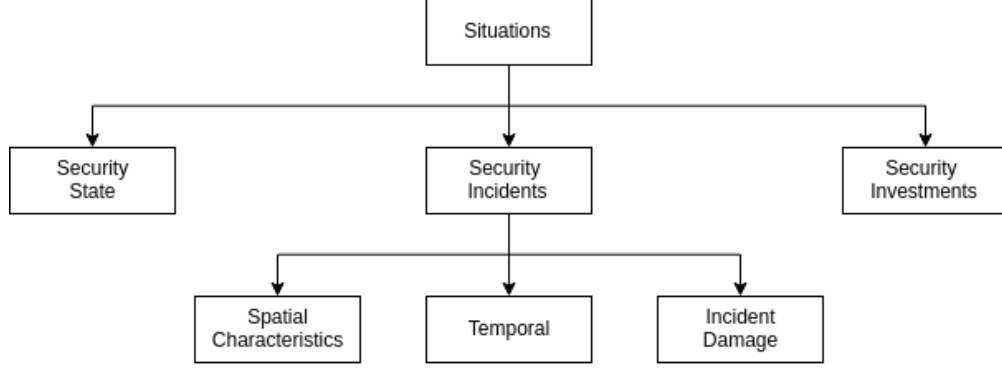 Situations
Security
State
Security
Incidents
Security
Investments
Spatial
Characteristics
Temporal
Incident
Damage